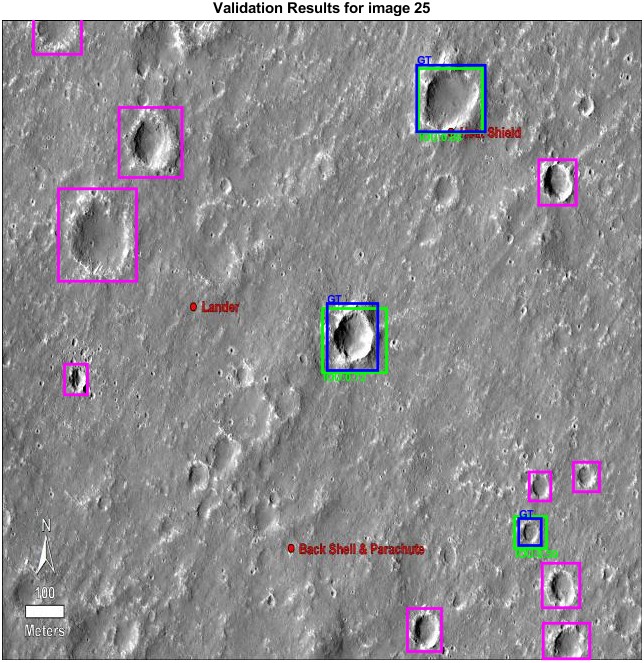 Validation Results for image 25
GT
Shield
GT
Lander
GT
N
Back Shell & Parachute
100
Meters